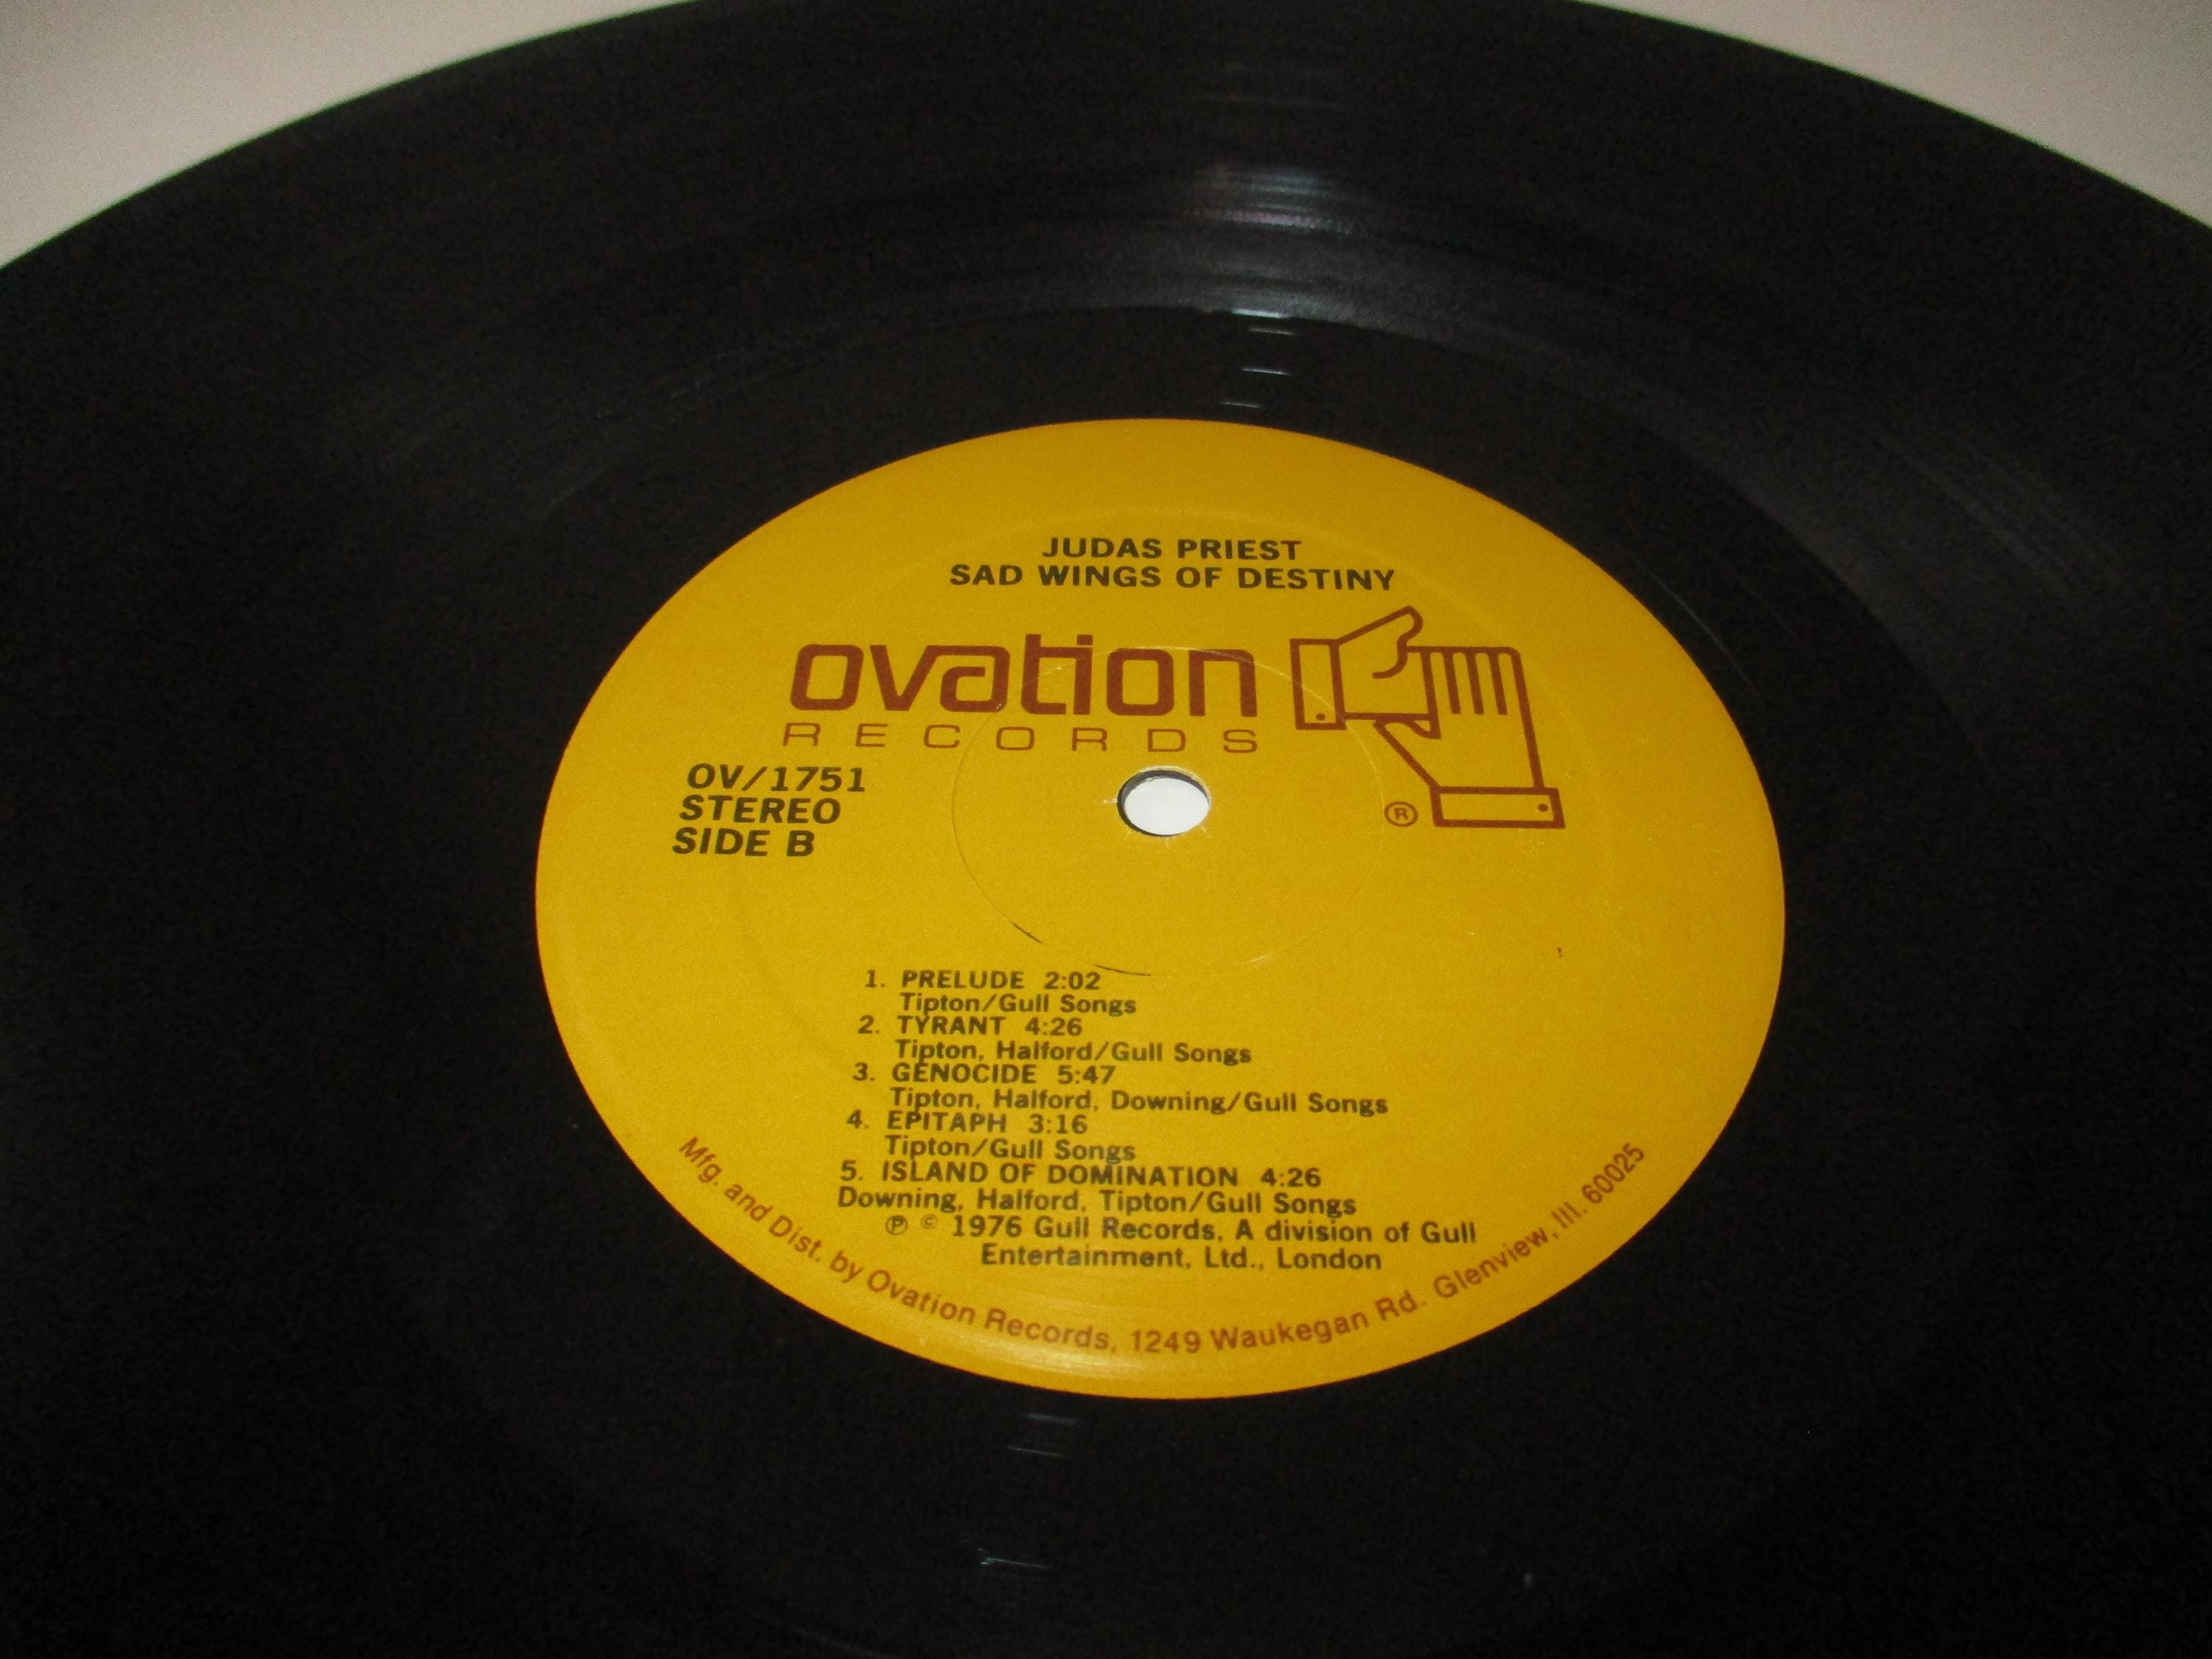 JUDAS PRIEST
SAD WINGS OF DESTINY
ovation
RECORDS
®
OV/1751
STEREO
SIDE B
1. PRELUDE 2:02
Tipton/Gull Songs
2. TYRANT 4:26
Tipton, Halford/Gull Songs
3. GENOCIDE 5:47
Tipton, Halford, Downing/Gull Songs
4. EPITAPH 3:16
Tipton/Gull Songs
5. ISLAND OF DOMINATION 4:26
Downing, Halford, Tipton/Gull Songs
℗ © 1976 Gull Records, A division of Gull
Entertainment, Ltd., London
Mfg. and Dist. by Ovation Records, 1249 Waukegan Rd. Glenview, Ill. 60025